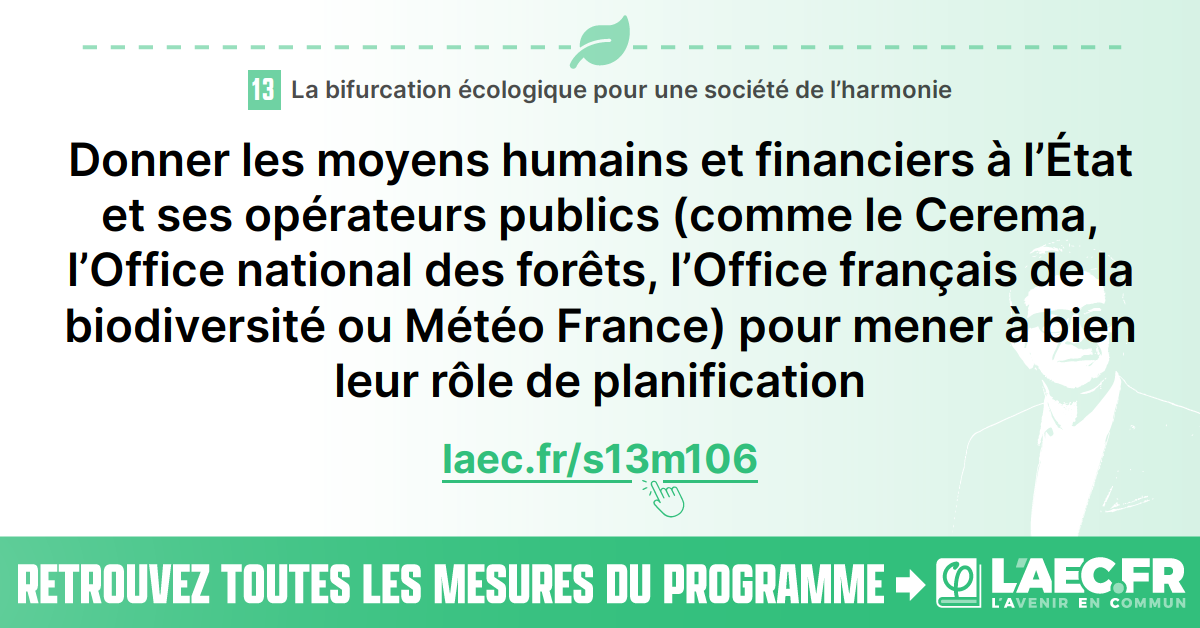 13 La bifurcation écologique pour une société de l’harmonie
Donner les moyens humains et financiers à l’État
et ses opérateurs publics (comme le Cerema,
l’Office national des forêts, l’Office français de la
biodiversité ou Météo France) pour mener à bien
leur rôle de planification
laec.fr/s13m106
RETROUVEZ TOUTES LES MESURES DU PROGRAMME
L'AEC.FR
L'AVENIR EN COMMUN